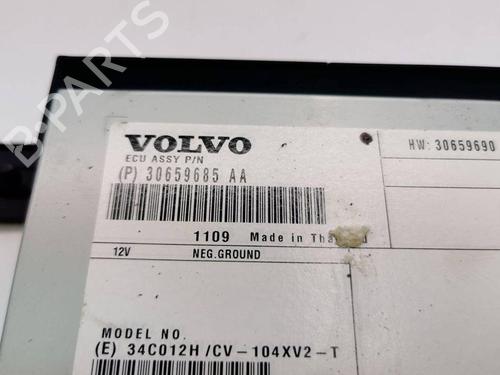 VOLVO
ECU ASSY P/N
(P) 30659685 AA
HW: 30659690
1109 Made in Thailand
12V NEG.GROUND
MODEL NO.
(E) 34C012H/CV-104XV2-T
B-PARTS